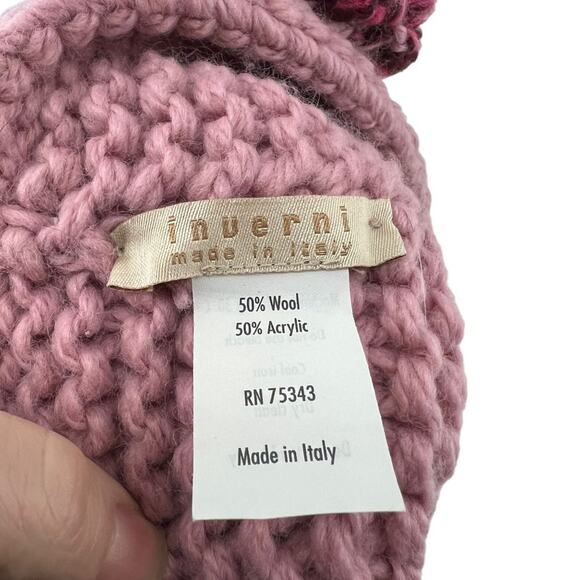 inverni
made in italy
50% Wool
50% Acrylic
RN 75343
Made in Italy